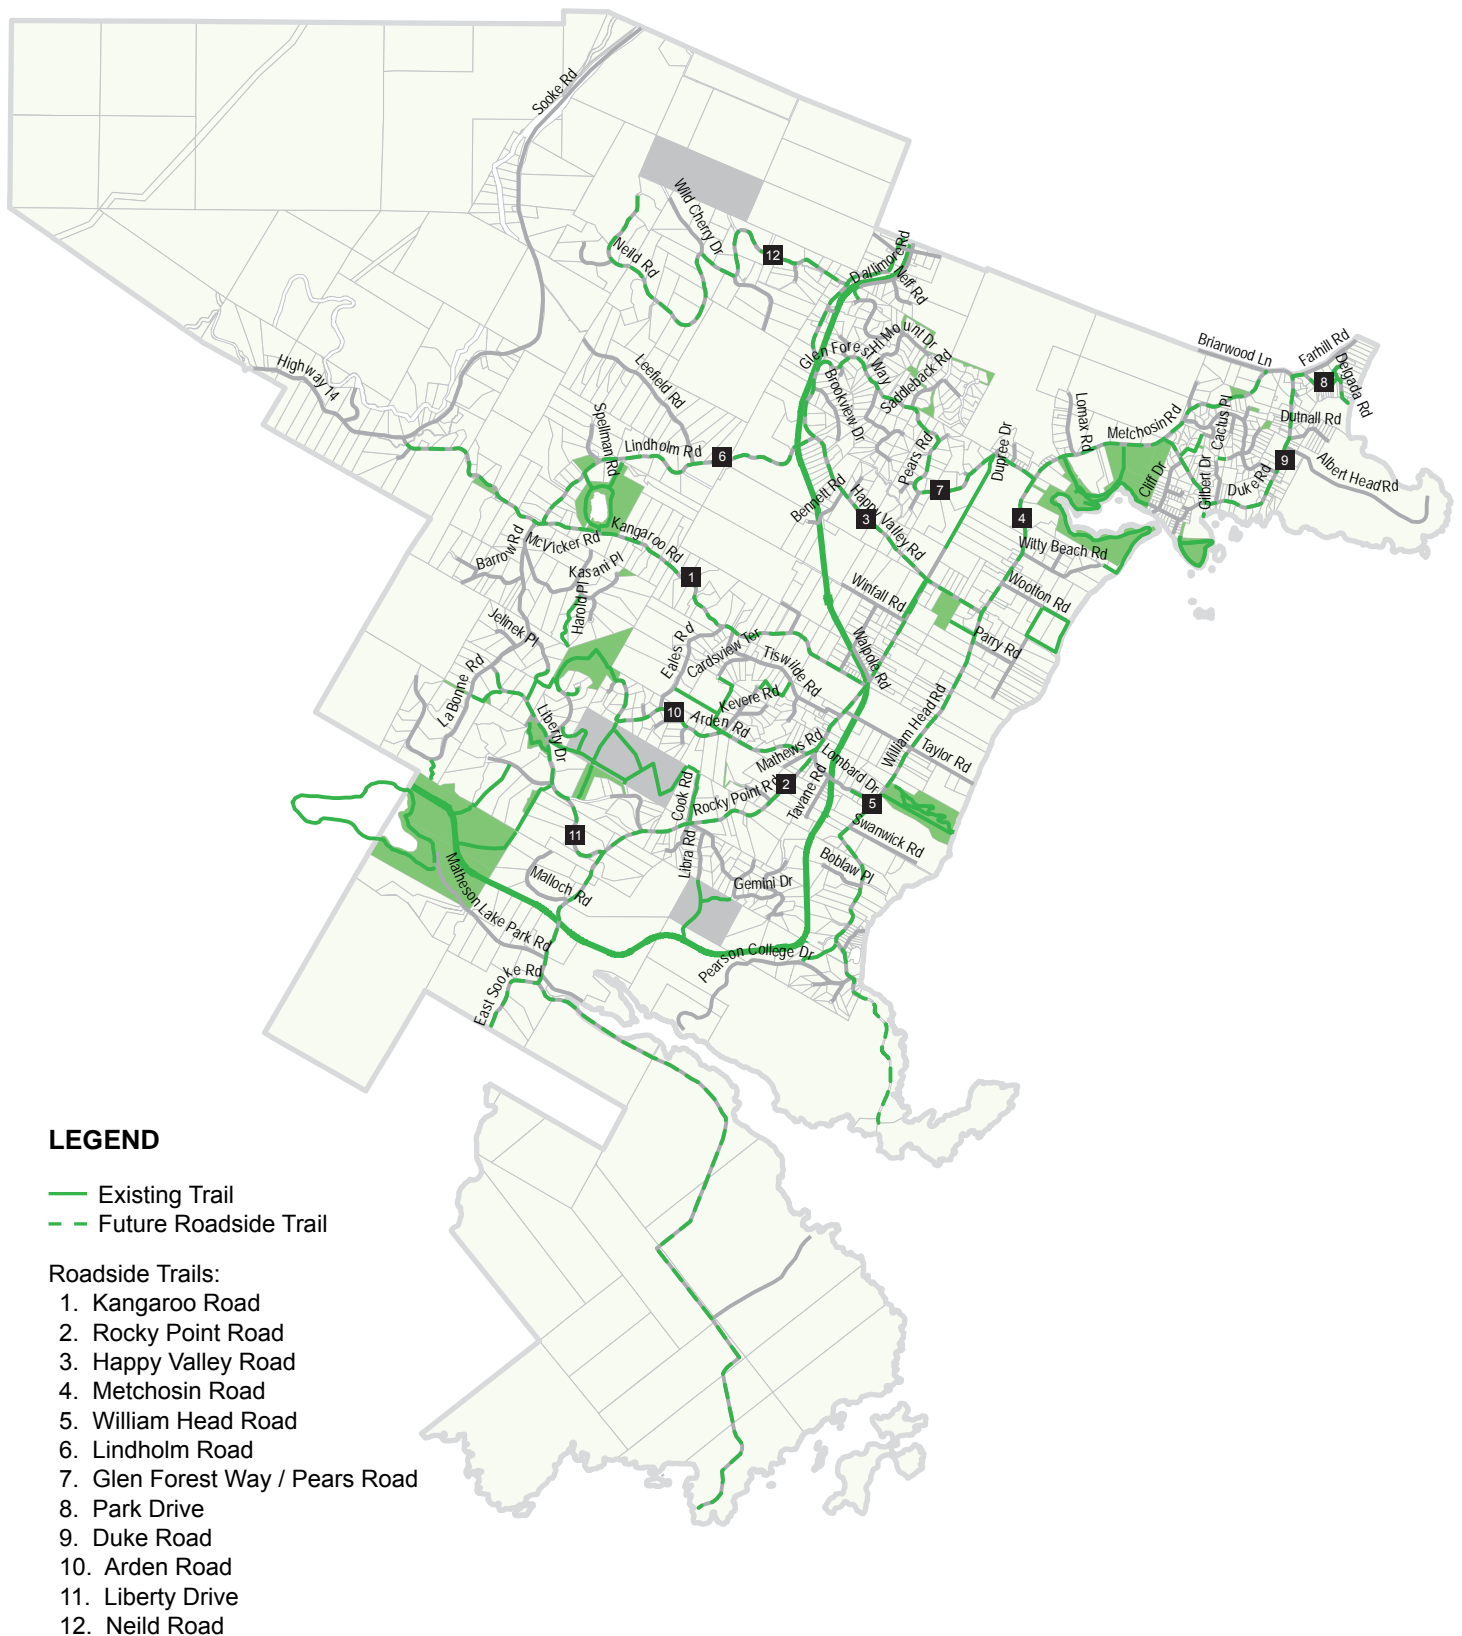 Sooke Rd
Wild Cherry Dr
Neild Rd
12
Dallimore Rd
Neff Rd
Mount Dr
Glen Forest Way
Saddleback Rd
Brookview Dr
Highway 14
Leefield Rd
Spellman Rd
Lindholm Rd
6
Pears Rd
7
Dupree Dr
Lomax Rd
Metchosin Rd
Briarwood Ln
Farhill Rd
Delgada Rd
8
Cactus Pl
Dutnall Rd
9
Albert Head Rd
Duke Rd
Gilbert Dr
Cliff Dr
Bennett Rd
Happy Valley Rd
3
4
Witty Beach Rd
Wootton Rd
Kangaroo Rd
McVicker Rd
Barrow Rd
Kasani Pl
Harold Pl
1
Winfall Rd
Walpole Rd
Parry Rd
Jelinek Pl
La Bonne Rd
Eales Rd
Cardsview Ter
Tiswilde Rd
Kevere Rd
10
Arden Rd
Liberty Dr
Mathews Rd
Lombard Dr
William Head Rd
Taylor Rd
Cook Rd
Rocky Point Rd
2
Tavane Rd
5
Swanwick Rd
11
Libra Rd
Boblaw Pl
Gemini Dr
Malloch Rd
Matheson Lake Park Rd
Pearson College Dr
East Sooke Rd
LEGEND
Existing Trail
Future Roadside Trail
Roadside Trails:
1. Kangaroo Road
2. Rocky Point Road
3. Happy Valley Road
4. Metchosin Road
5. William Head Road
6. Lindholm Road
7. Glen Forest Way / Pears Road
8. Park Drive
9. Duke Road
10. Arden Road
11. Liberty Drive
12. Neild Road